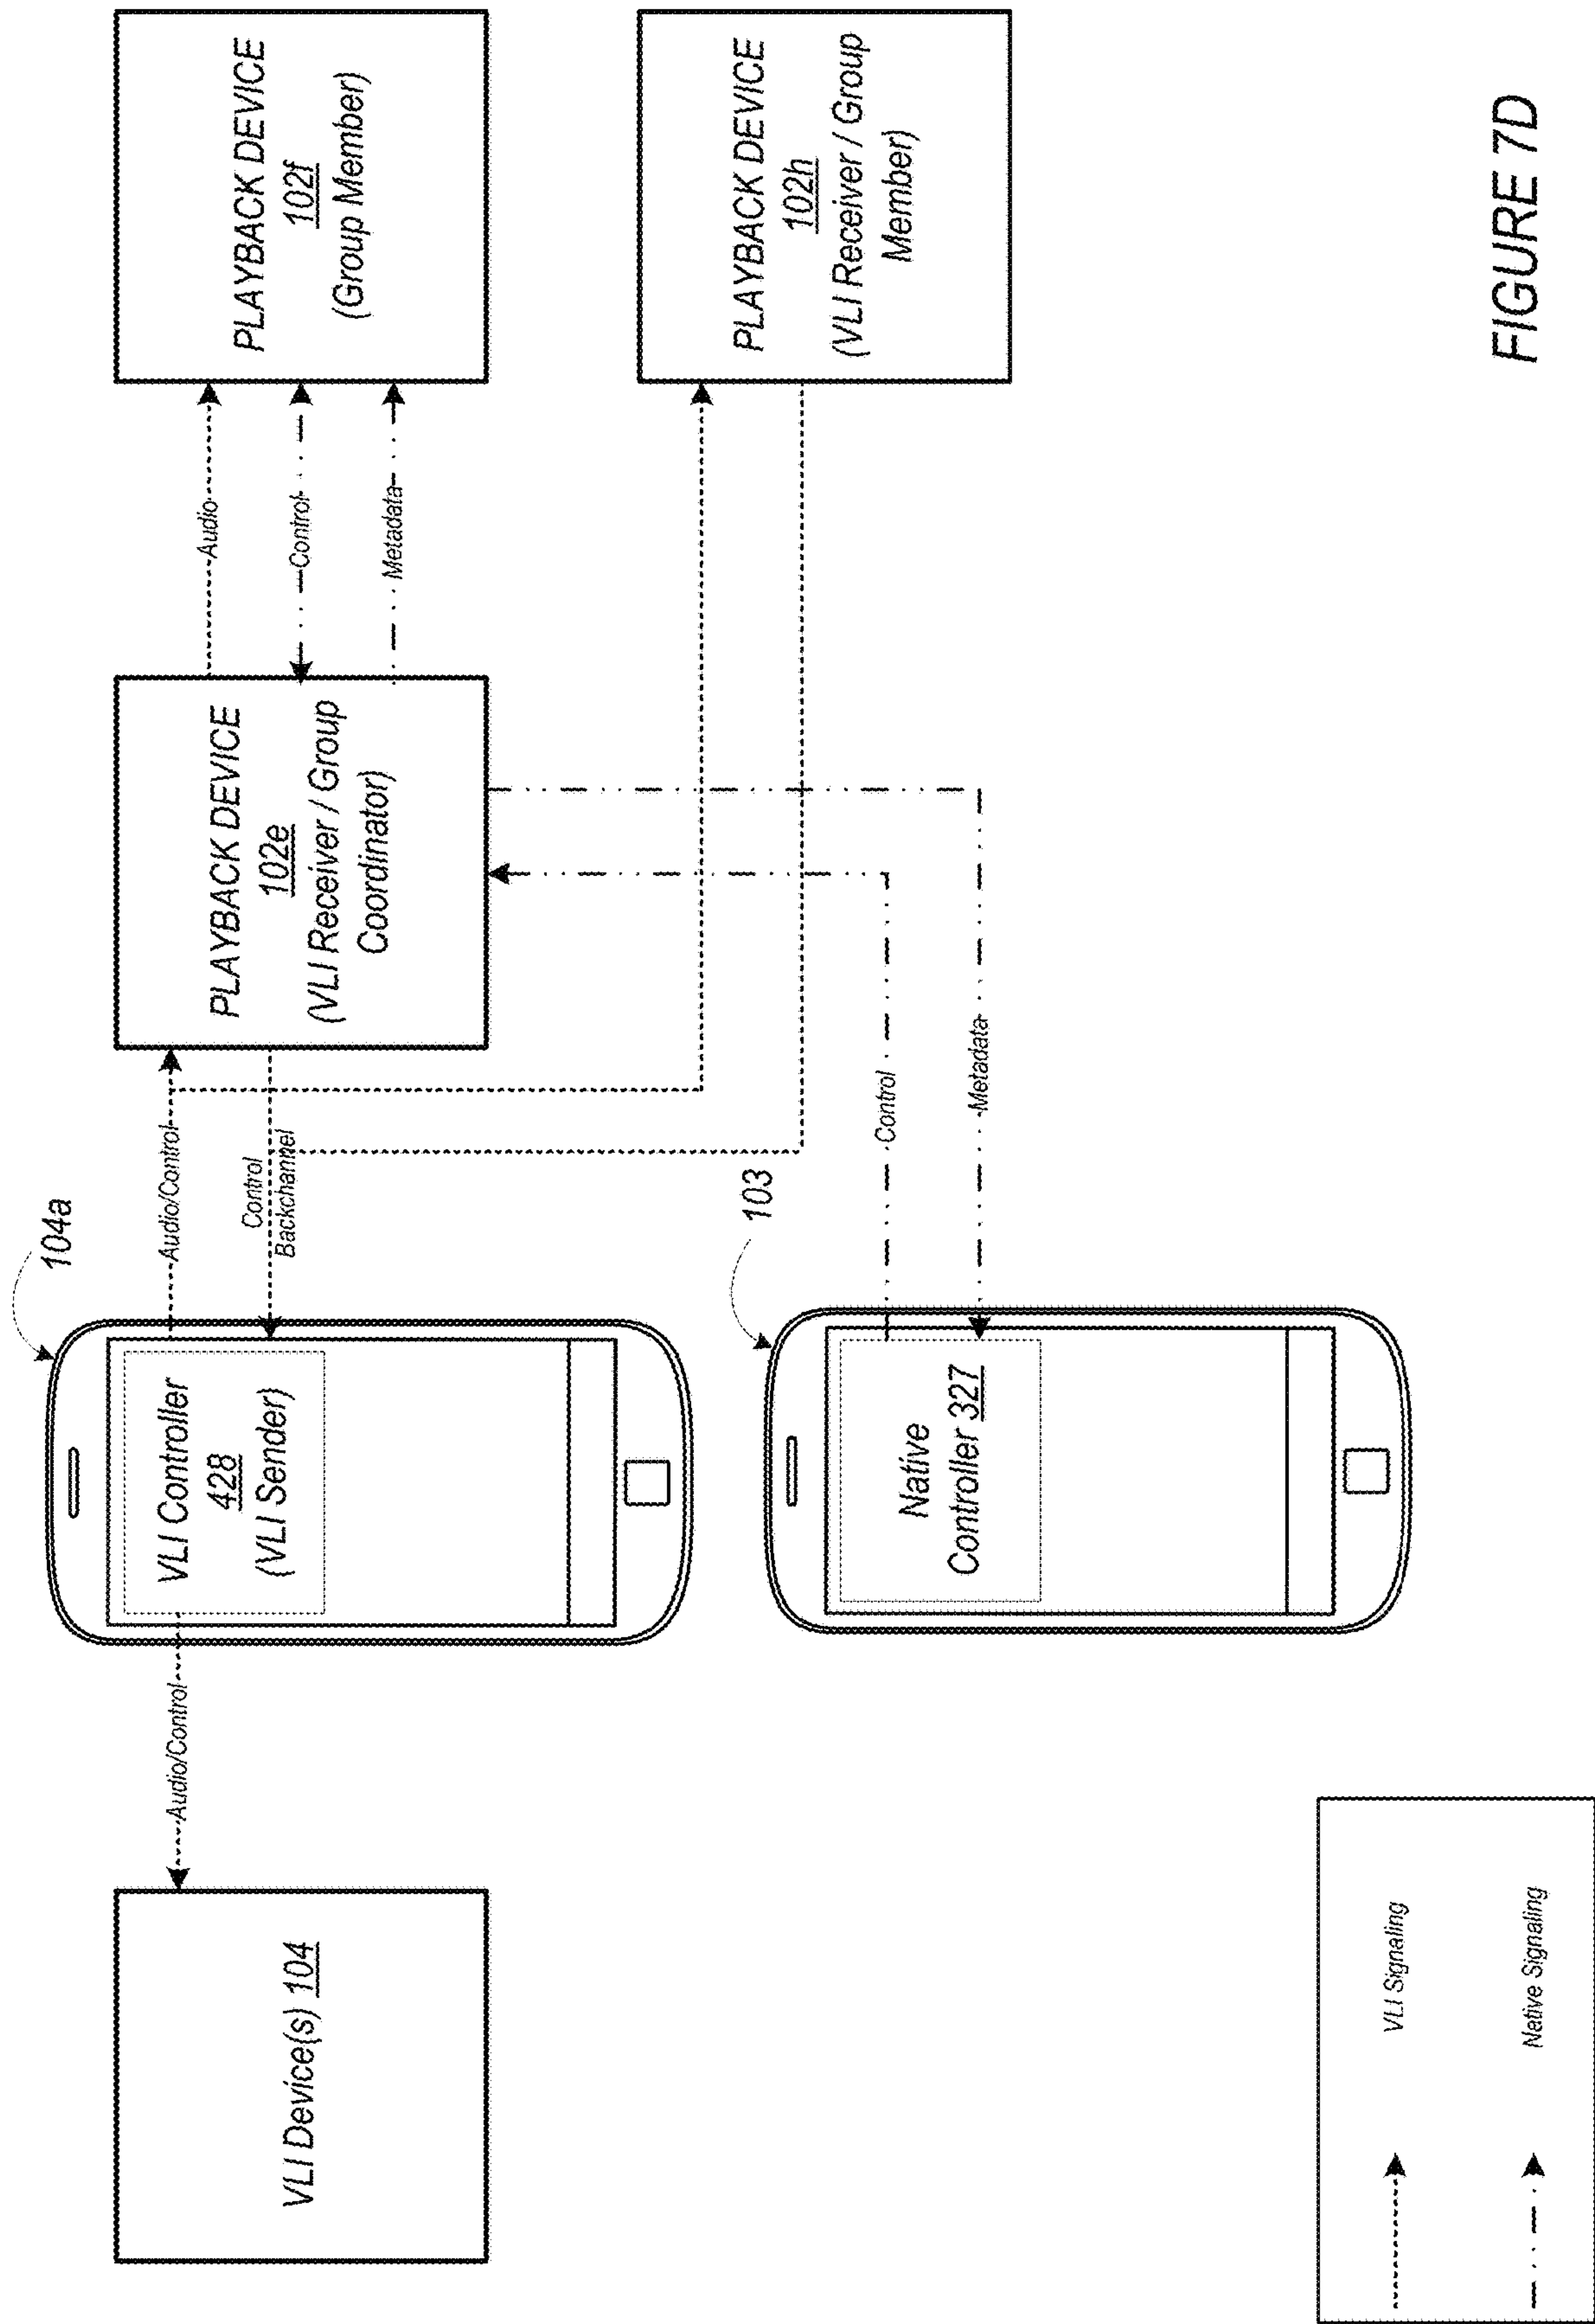 VLI Device(s) 104
Audio/Control
VLI Controller
428
(VLI Sender)
104a
Audio/Control
Control
Backchannel
PLAYBACK DEVICE
102e
(VLI Receiver / Group
Coordinator)
Audio
Control
Metadata
PLAYBACK DEVICE
102f
(Group Member)
Native
Controller 327
103
Control
Metadata
PLAYBACK DEVICE
102h
(VLI Receiver / Group
Member)
VLI Signaling
Native Signaling
FIGURE 7D